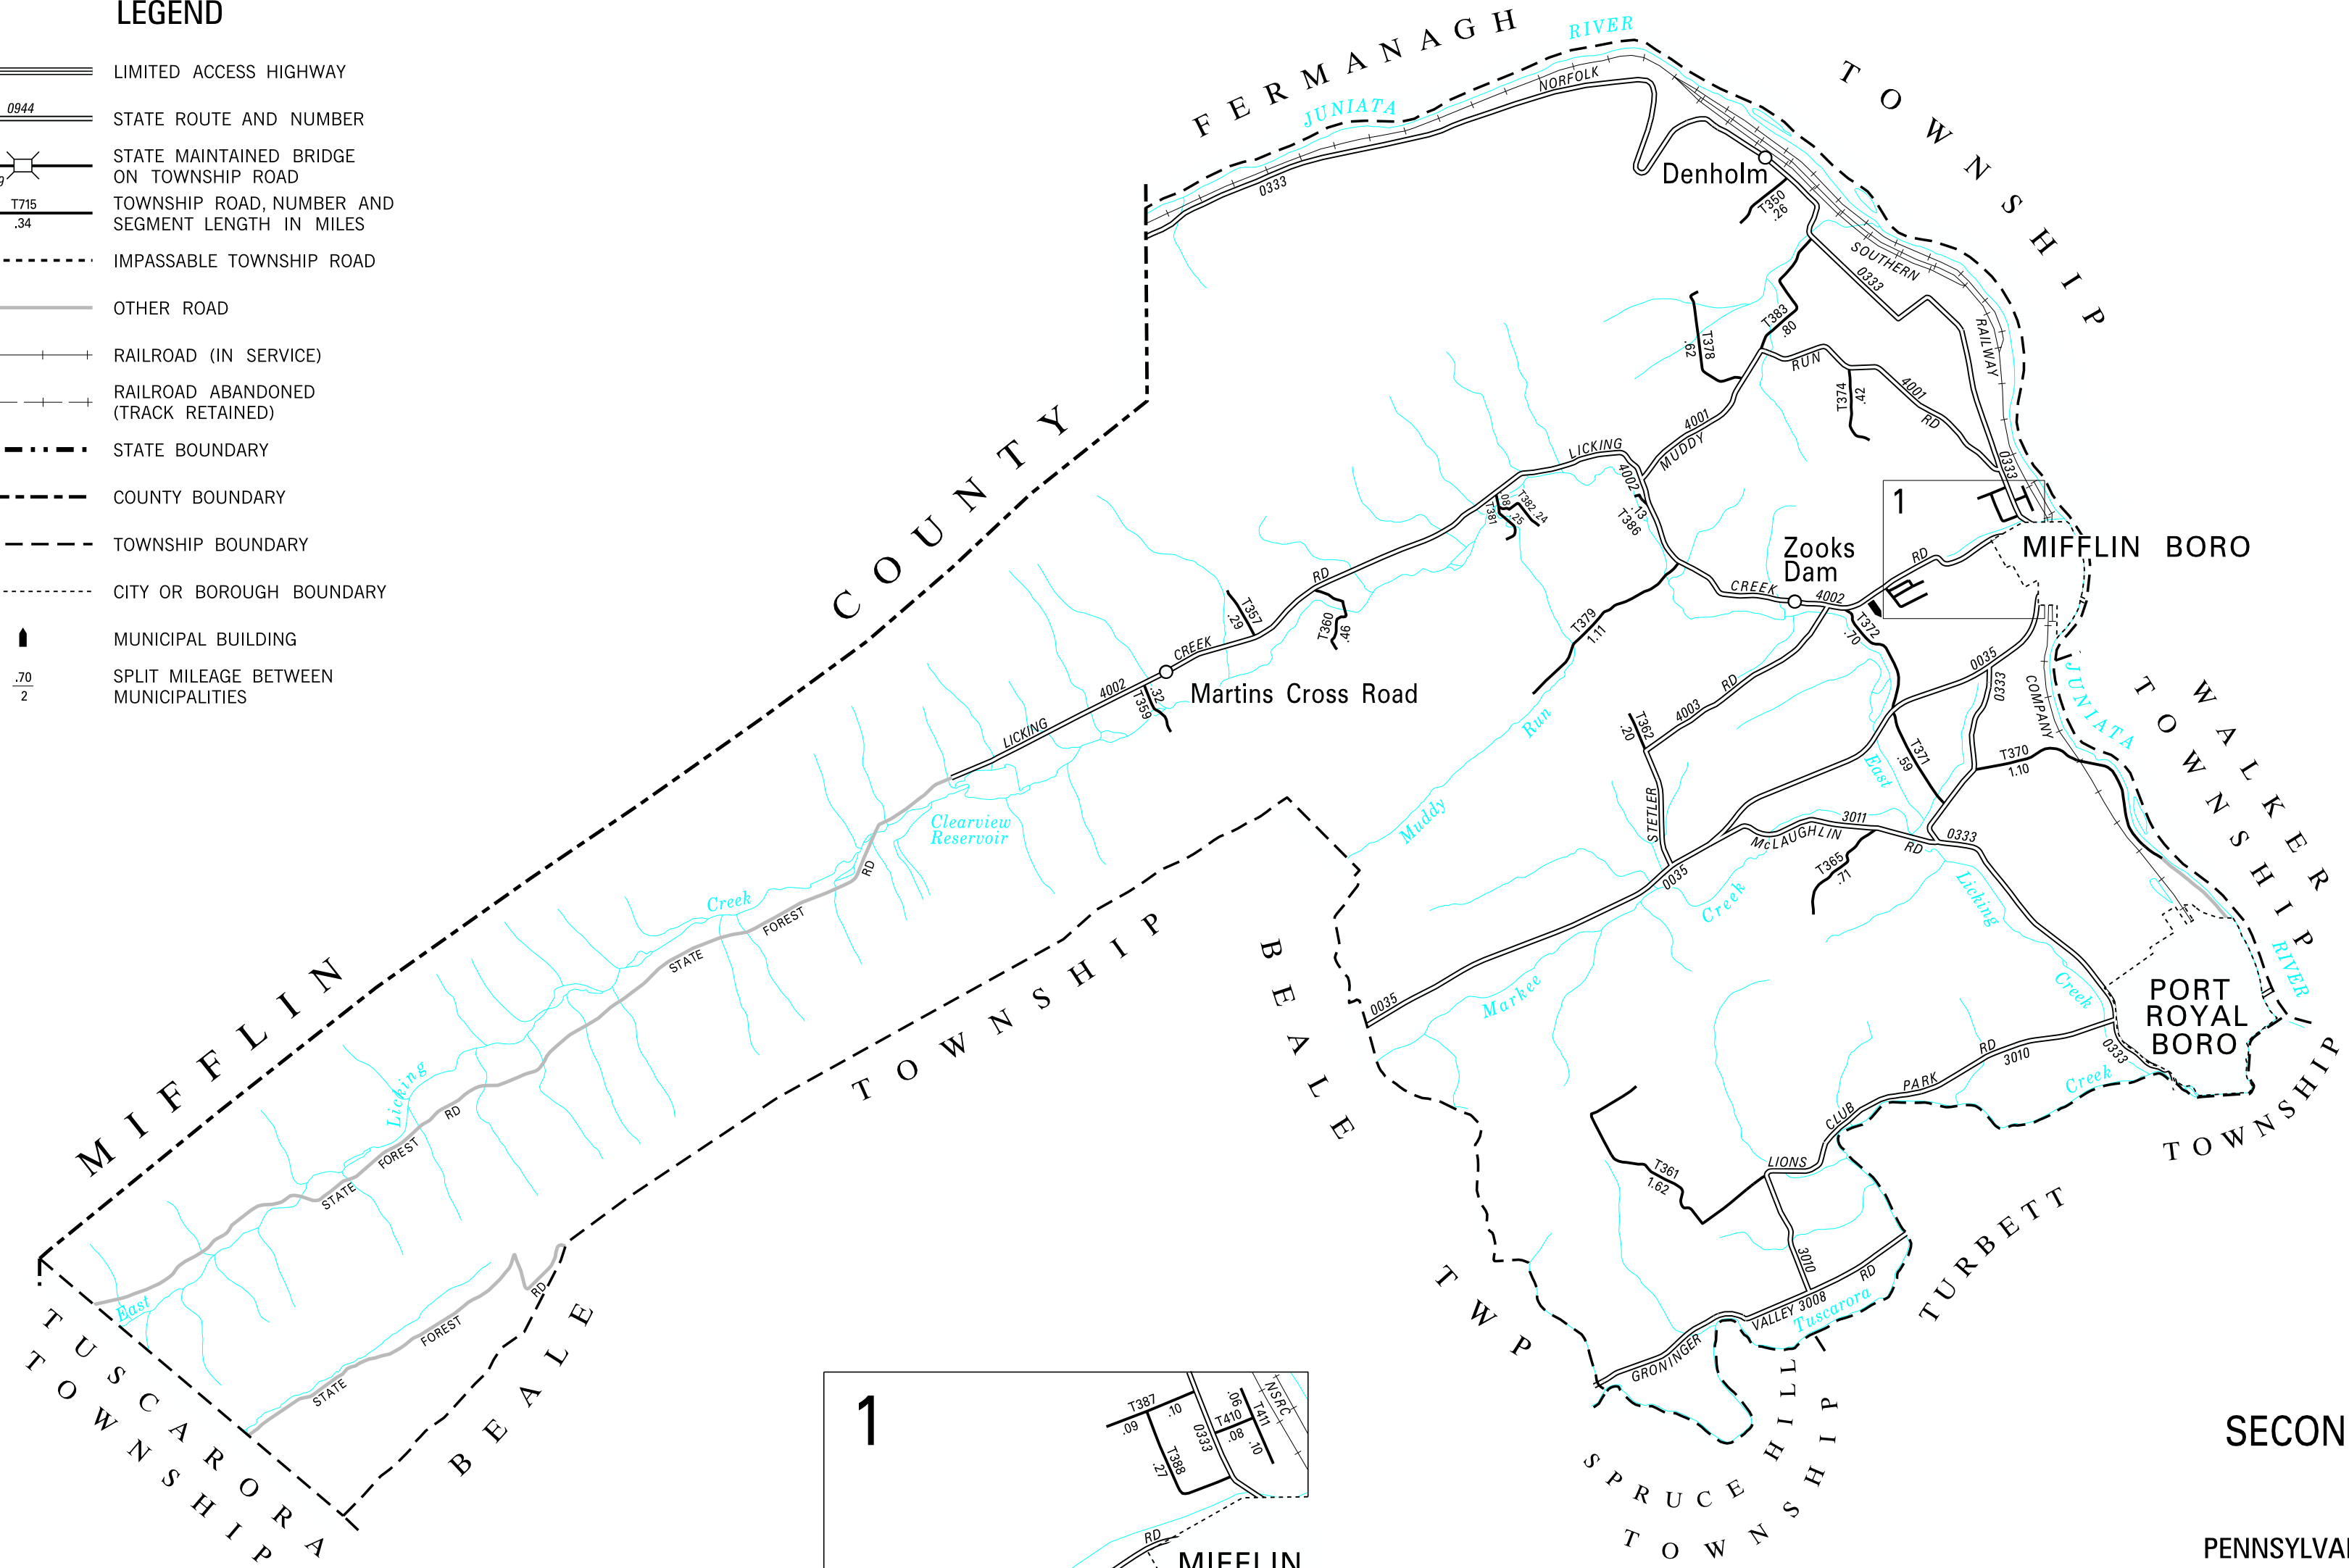 LEGEND
LIMITED ACCESS HIGHWAY
0944
STATE ROUTE AND NUMBER
STATE MAINTAINED BRIDGE
ON TOWNSHIP ROAD
T715
.34
TOWNSHIP ROAD, NUMBER AND
SEGMENT LENGTH IN MILES
IMPASSABLE TOWNSHIP ROAD
OTHER ROAD
RAILROAD (IN SERVICE)
RAILROAD ABANDONED
(TRACK RETAINED)
STATE BOUNDARY
COUNTY BOUNDARY
TOWNSHIP BOUNDARY
CITY OR BOROUGH BOUNDARY
MUNICIPAL BUILDING
.70
2
SPLIT MILEAGE BETWEEN
MUNICIPALITIES
FERMANAGH
TOWNSHIP
JUNIATA
RIVER
NORFOLK
SOUTHERN
RAILWAY
COMPANY
0333
Denholm
T350
.26
0333
T383
.80
T378
.62
RUN
4001
RD
T374
.42
4001
MUDDY
0333
1
MIFFLIN BORO
LICKING
4002
.13
T386
T382 .24
.08
.25
T381
Zooks
Dam
CREEK
4002
RD
T372
.70
T379
1.11
RD
T360
.46
T357
.29
CREEK
Martins Cross Road
4002
.32
T359
LICKING
MIFFLIN
COUNTY
Clearview
Reservoir
RD
FOREST
STATE
Creek
Licking
RD
FOREST
STATE
East
RD
FOREST
STATE
TUSCARORA
TOWNSHIP
BEALE
TOWNSHIP
BEALE
TWP
Muddy
Run
T362
.20
4003
RD
STETLER
0035
0333
T371
.59
East
T370
1.10
JUNIATA
RIVER
WALKER
TOWNSHIP
3011
McLAUGHLIN
RD
0333
T365
.71
0035
Creek
Markee
0035
Licking
Creek
PORT
ROYAL
BORO
0333
RD
3010
PARK
CLUB
LIONS
Creek
T361
1.62
3010
RD
VALLEY 3008
GRONINGER
Tuscarora
TURBETT
TOWNSHIP
SPRUCE HILL
TOWNSHIP
1
T387
.09
.10
T388
.27
0333
T410
.08
.06
T411
.10
NSRC
RD
MIFFLIN
SECON
PENNSYLVA